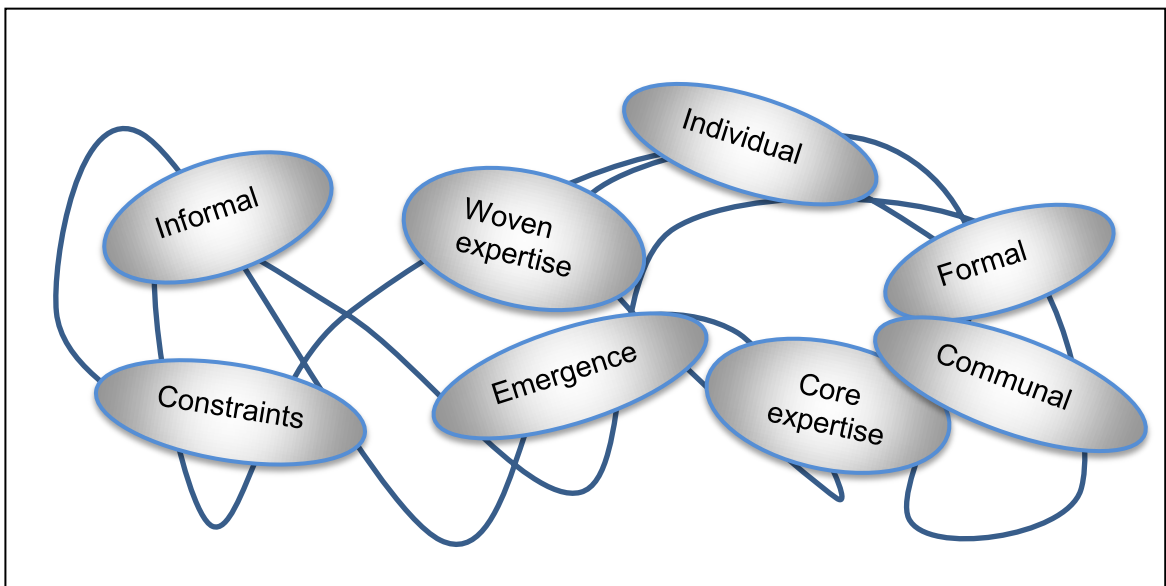 Individual
Informal
Woven
expertise
Formal
Emergence
Communal
Constraints
Core
expertise